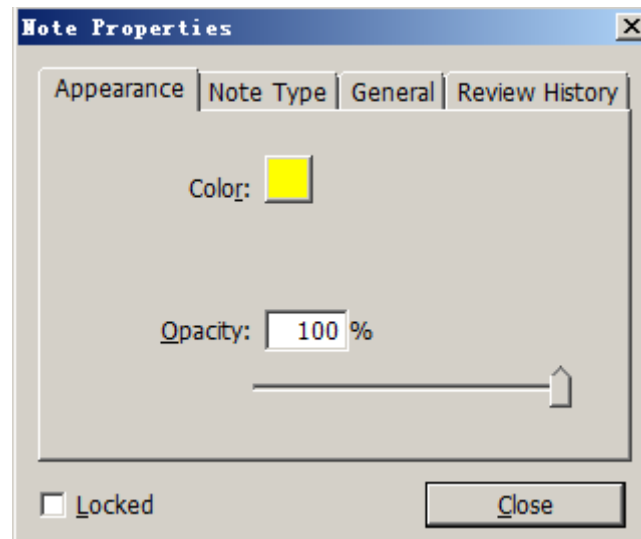 Note Properties
Appearance Note Type General Review History
Color:
Opacity: 100 %
Locked Close